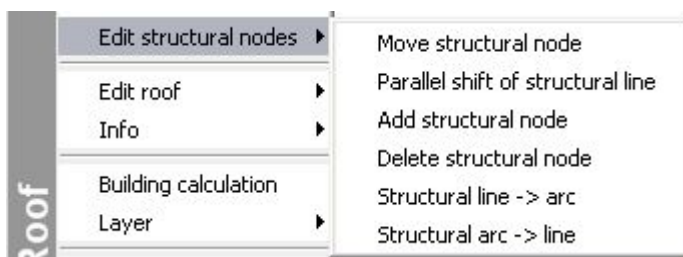 Roof
Edit structural nodes
Edit roof
Info
Building calculation
Layer
Move structural node
Parallel shift of structural line
Add structural node
Delete structural node
Structural line -> arc
Structural arc -> line